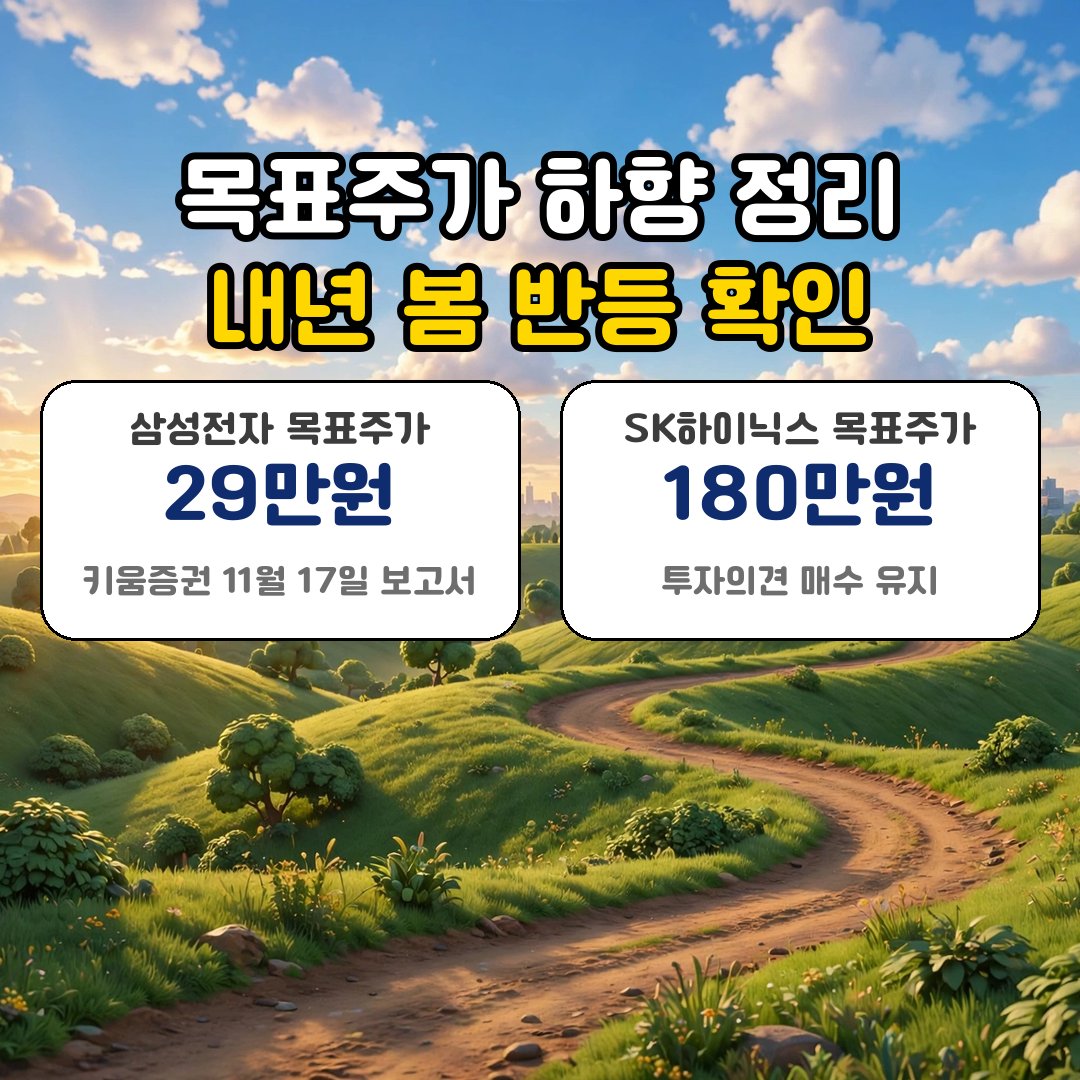 목표주가 하향 정리
내년 봄 반등 확인
삼성전자 목표주가
29만원
키움증권 11월 17일 보고서
SK하이닉스 목표주가
180만원
투자의견 매수 유지